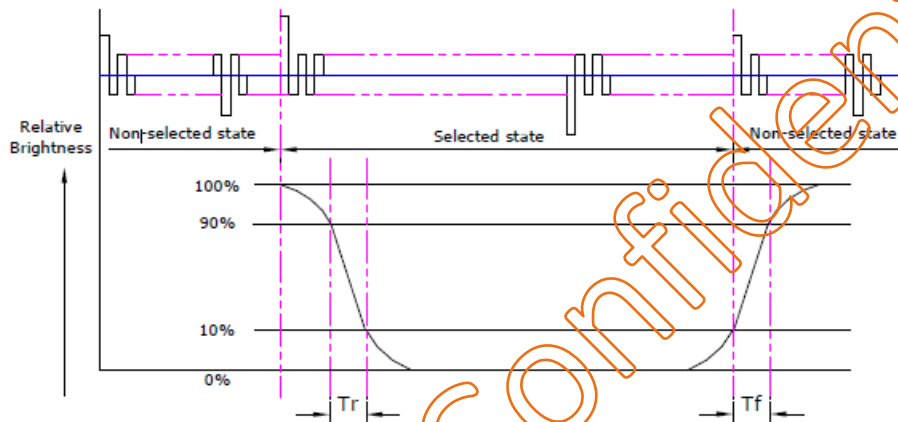 Relative
Brightness
Non-selected state
Selected state
Non-selected state
100%
90%
10%
0%
Tr
Tf
Confiden